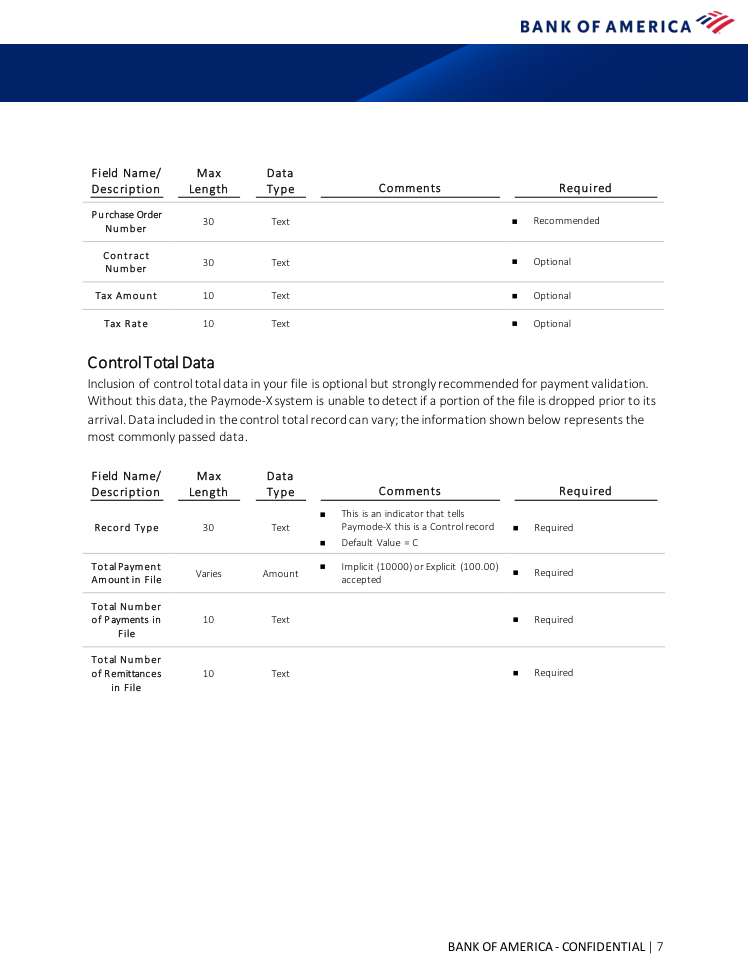 BANK OF AMERICA
Field Name/ Max Data
Description Length Type Comments Required
Purchase Order
Number 30 Text ▪ Recommended
Contract
Number 30 Text ▪ Optional
Tax Amount 10 Text ▪ Optional
Tax Rate 10 Text ▪ Optional
Control Total Data
Inclusion of control total data in your file is optional but strongly recommended for payment validation.
Without this data, the Paymode-X system is unable to detect if a portion of the file is dropped prior to its
arrival. Data included in the control total record can vary; the information shown below represents the
most commonly passed data.
Field Name/ Max Data
Description Length Type Comments Required
▪ This is an indicator that tells
Record Type 30 Text Paymode-X this is a Control record ▪ Required
▪ Default Value = C
Total Payment ▪ Implicit (10000) or Explicit (100.00)
Amount in File Varies Amount accepted ▪ Required
Total Number
of Payments in 10 Text ▪ Required
File
Total Number
of Remittances 10 Text ▪ Required
in File
BANK OF AMERICA - CONFIDENTIAL | 7